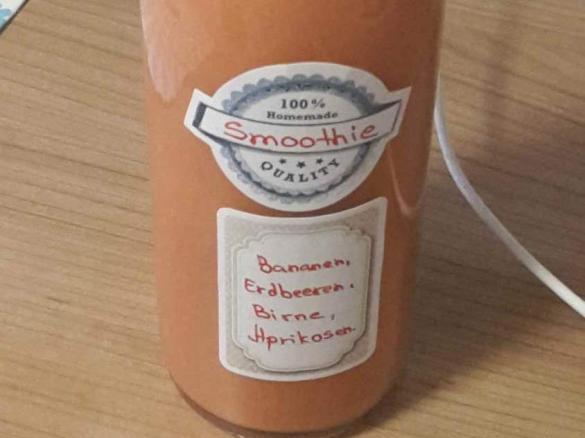 100%
Homemade
Smoothie
QUALITY
Bananen,
Erdbeeren,
Birne,
Aprikosen.